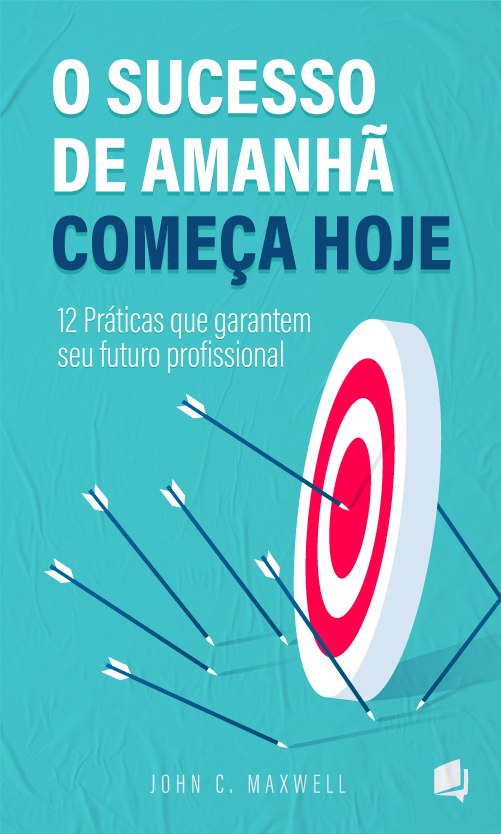 O SUCESSO
DE AMANHÃ
COMEÇA HOJE
12 Práticas que garantem
seu futuro profissional
JOHN C. MAXWELL